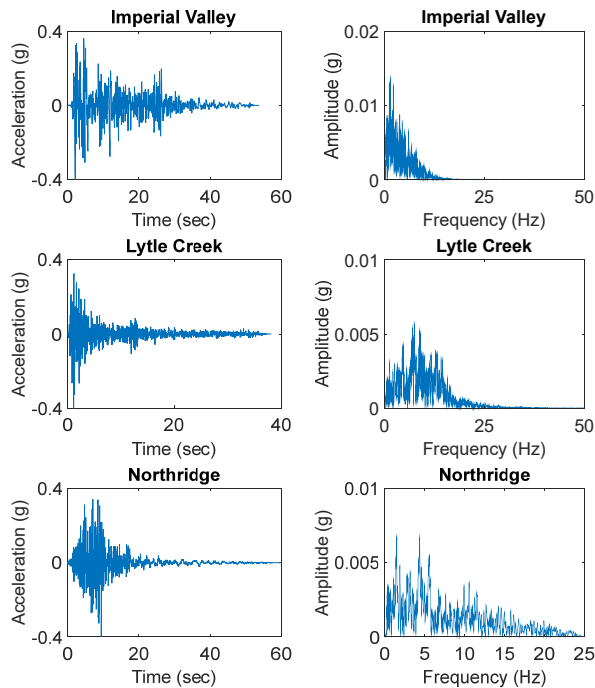 Imperial Valley
0.4
0
-0.4
Acceleration (g)
0 20 40 60
Time (sec)
Imperial Valley
0.02
0.01
0
Amplitude (g)
0 25 50
Frequency (Hz)
Lytle Creek
0.4
0
-0.4
Acceleration (g)
0 20 40
Time (sec)
Lytle Creek
0.01
0.005
0
Amplitude (g)
0 25 50
Frequency (Hz)
Northridge
0.4
0
-0.4
Acceleration (g)
0 20 40 60
Time (sec)
Northridge
0.01
0.005
0
Amplitude (g)
0 5 10 15 20 25
Frequency (Hz)